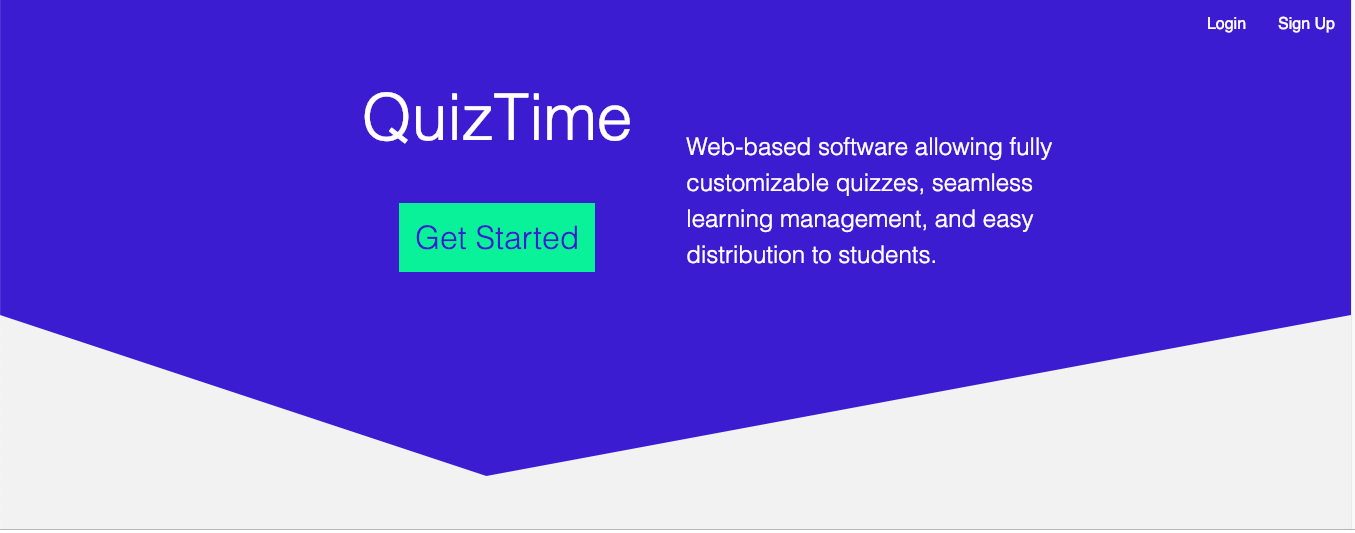 Login Sign Up
QuizTime
Get Started
Web-based software allowing fully
customizable quizzes, seamless
learning management, and easy
distribution to students.